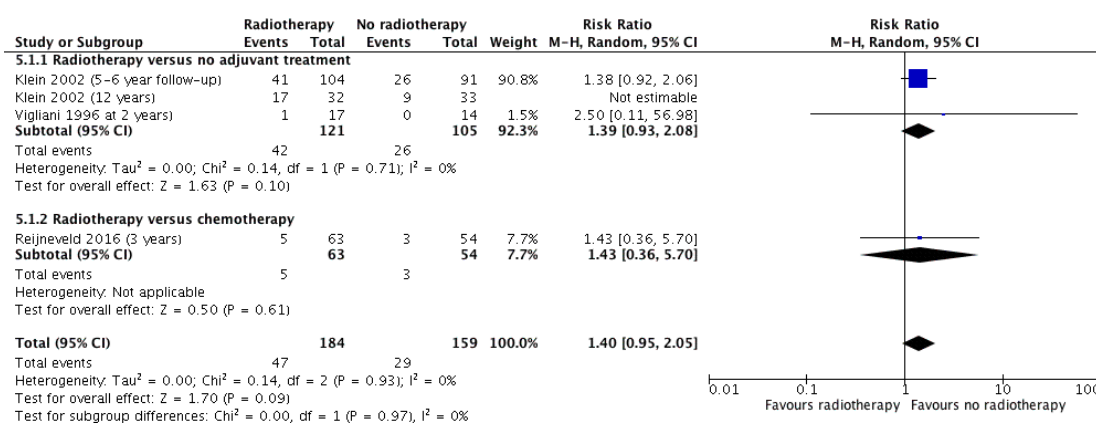 Radiotherapy No radiotherapy Risk Ratio Risk Ratio
Study or Subgroup Events Total Events Total Weight M-H, Random, 95% CI M-H, Random, 95% CI
5.1.1 Radiotherapy versus no adjuvant treatment
Klein 2002 (5-6 year follow-up) 41 104 26 91 90.8% 1.38 [0.92, 2.06]
Klein 2002 (12 years) 17 32 9 33 Not estimable
Vigliani 1996 at 2 years) 1 17 0 14 1.5% 2.50 [0.11, 56.98]
Subtotal (95% CI) 121 105 92.3% 1.39 [0.93, 2.08]
Total events 42 26
Heterogeneity: Tau² = 0.00; Chi² = 0.14, df = 1 (P = 0.71); I² = 0%
Test for overall effect: Z = 1.63 (P = 0.10)
5.1.2 Radiotherapy versus chemotherapy
Reijneveld 2016 (3 years) 5 63 3 54 7.7% 1.43 [0.36, 5.70]
Subtotal (95% CI) 63 54 7.7% 1.43 [0.36, 5.70]
Total events 5 3
Heterogeneity: Not applicable
Test for overall effect: Z = 0.50 (P = 0.61)
Total (95% CI) 184 159 100.0% 1.40 [0.95, 2.05]
Total events 47 29
Heterogeneity: Tau² = 0.00; Chi² = 0.14, df = 2 (P = 0.93); I² = 0%
Test for overall effect: Z = 1.70 (P = 0.09)
Test for subgroup differences: Chi² = 0.00, df = 1 (P = 0.97), I² = 0%
0.01 0.1 1 10 100
Favours radiotherapy Favours no radiotherapy